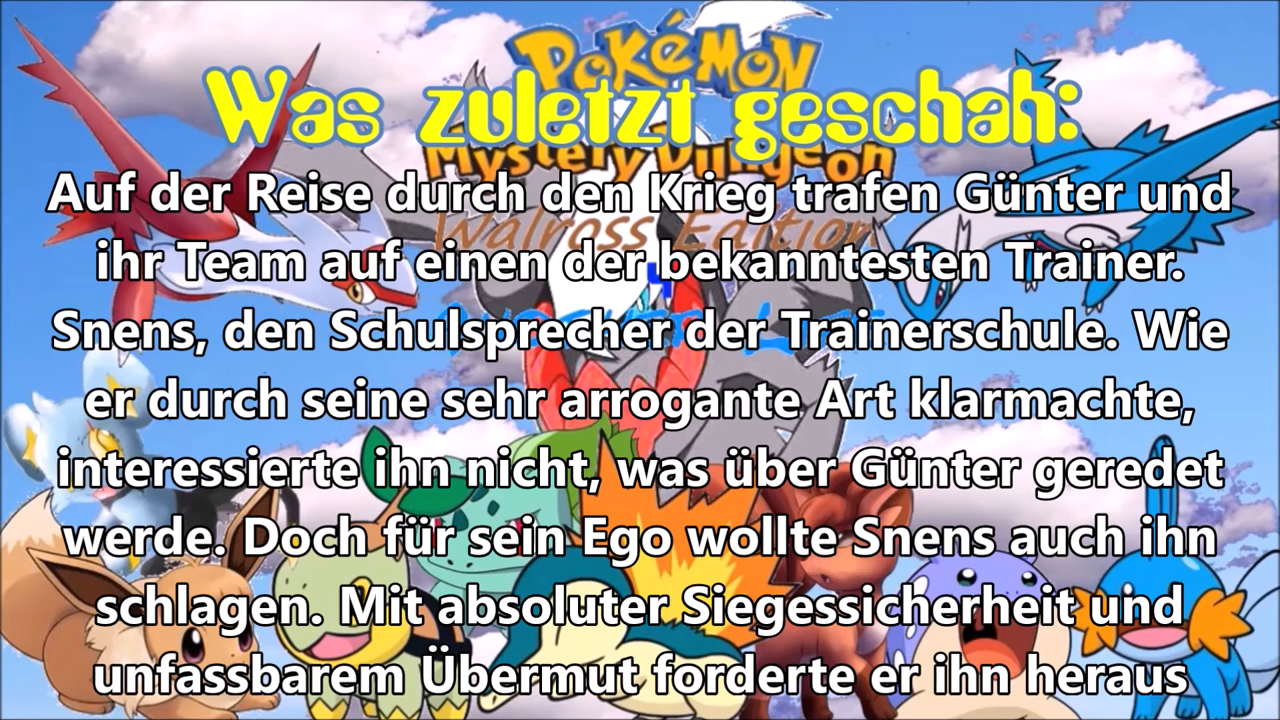 POKéMON
Was zuletzt geschah:
Mystery Dungeon
Auf der Reise durch den Krieg trafen Günter und
Walross Edition
ihr Team auf einen der bekanntesten Trainer.
4
Snens, den Schulsprecher der Trainerschule. Wie
er durch seine sehr arrogante Art klarmachte,
interessierte ihn nicht, was über Günter geredet
werde. Doch für sein Ego wollte Snens auch ihn
schlagen. Mit absoluter Siegessicherheit und
unfassbarem Übermut forderte er ihn heraus